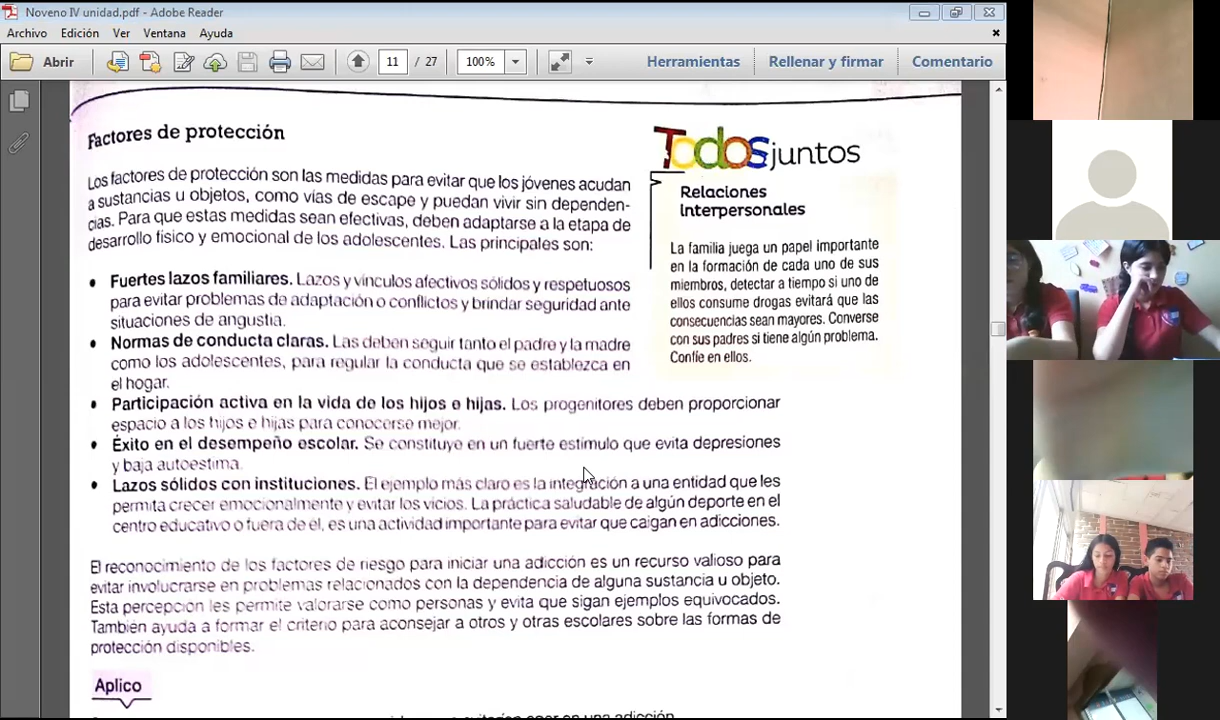 Noveno IV unidad.pdf - Adobe Reader
Archivo Edición Ver Ventana Ayuda
Abrir 11 / 27 100% Herramientas Rellenar y firmar Comentario
Factores de protección
Los factores de protección son las medidas para evitar que los jóvenes acudan
a sustancias u objetos, como vías de escape y puedan vivir sin dependen-
cias. Para que estas medidas sean efectivas, deben adaptarse a la etapa de
desarrollo físico y emocional de los adolescentes. Las principales son:
• Fuertes lazos familiares. Lazos y vínculos afectivos sólidos y respetuosos
para evitar problemas de adaptación o conflictos y brindar seguridad ante
situaciones de angustia.
• Normas de conducta claras. Las deben seguir tanto el padre y la madre
como los adolescentes, para regular la conducta que se establezca en
el hogar.
• Participación activa en la vida de los hijos e hijas. Los progenitores deben proporcionar
espacio a los hijos e hijas para conocerse mejor.
• Éxito en el desempeño escolar. Se constituye en un fuerte estímulo que evita depresiones
y baja autoestima.
• Lazos sólidos con instituciones. El ejemplo más claro es la integración a una entidad que les
permita crecer emocionalmente y evitar los vicios. La práctica saludable de algún deporte en el
centro educativo o fuera de él, es una actividad importante para evitar que caigan en adicciones.
El reconocimiento de los factores de riesgo para iniciar una adicción es un recurso valioso para
evitar involucrarse en problemas relacionados con la dependencia de alguna sustancia u objeto.
Esta percepción les permite valorarse como personas y evita que sigan ejemplos equivocados.
También ayuda a formar el criterio para aconsejar a otros y otras escolares sobre las formas de
protección disponibles.
Todos juntos
Relaciones
interpersonales
La familia juega un papel importante
en la formación de cada uno de sus
miembros, detectar a tiempo si uno de
ellos consume drogas evitará que las
consecuencias sean mayores. Converse
con sus padres si tiene algún problema.
Confíe en ellos.
Aplico